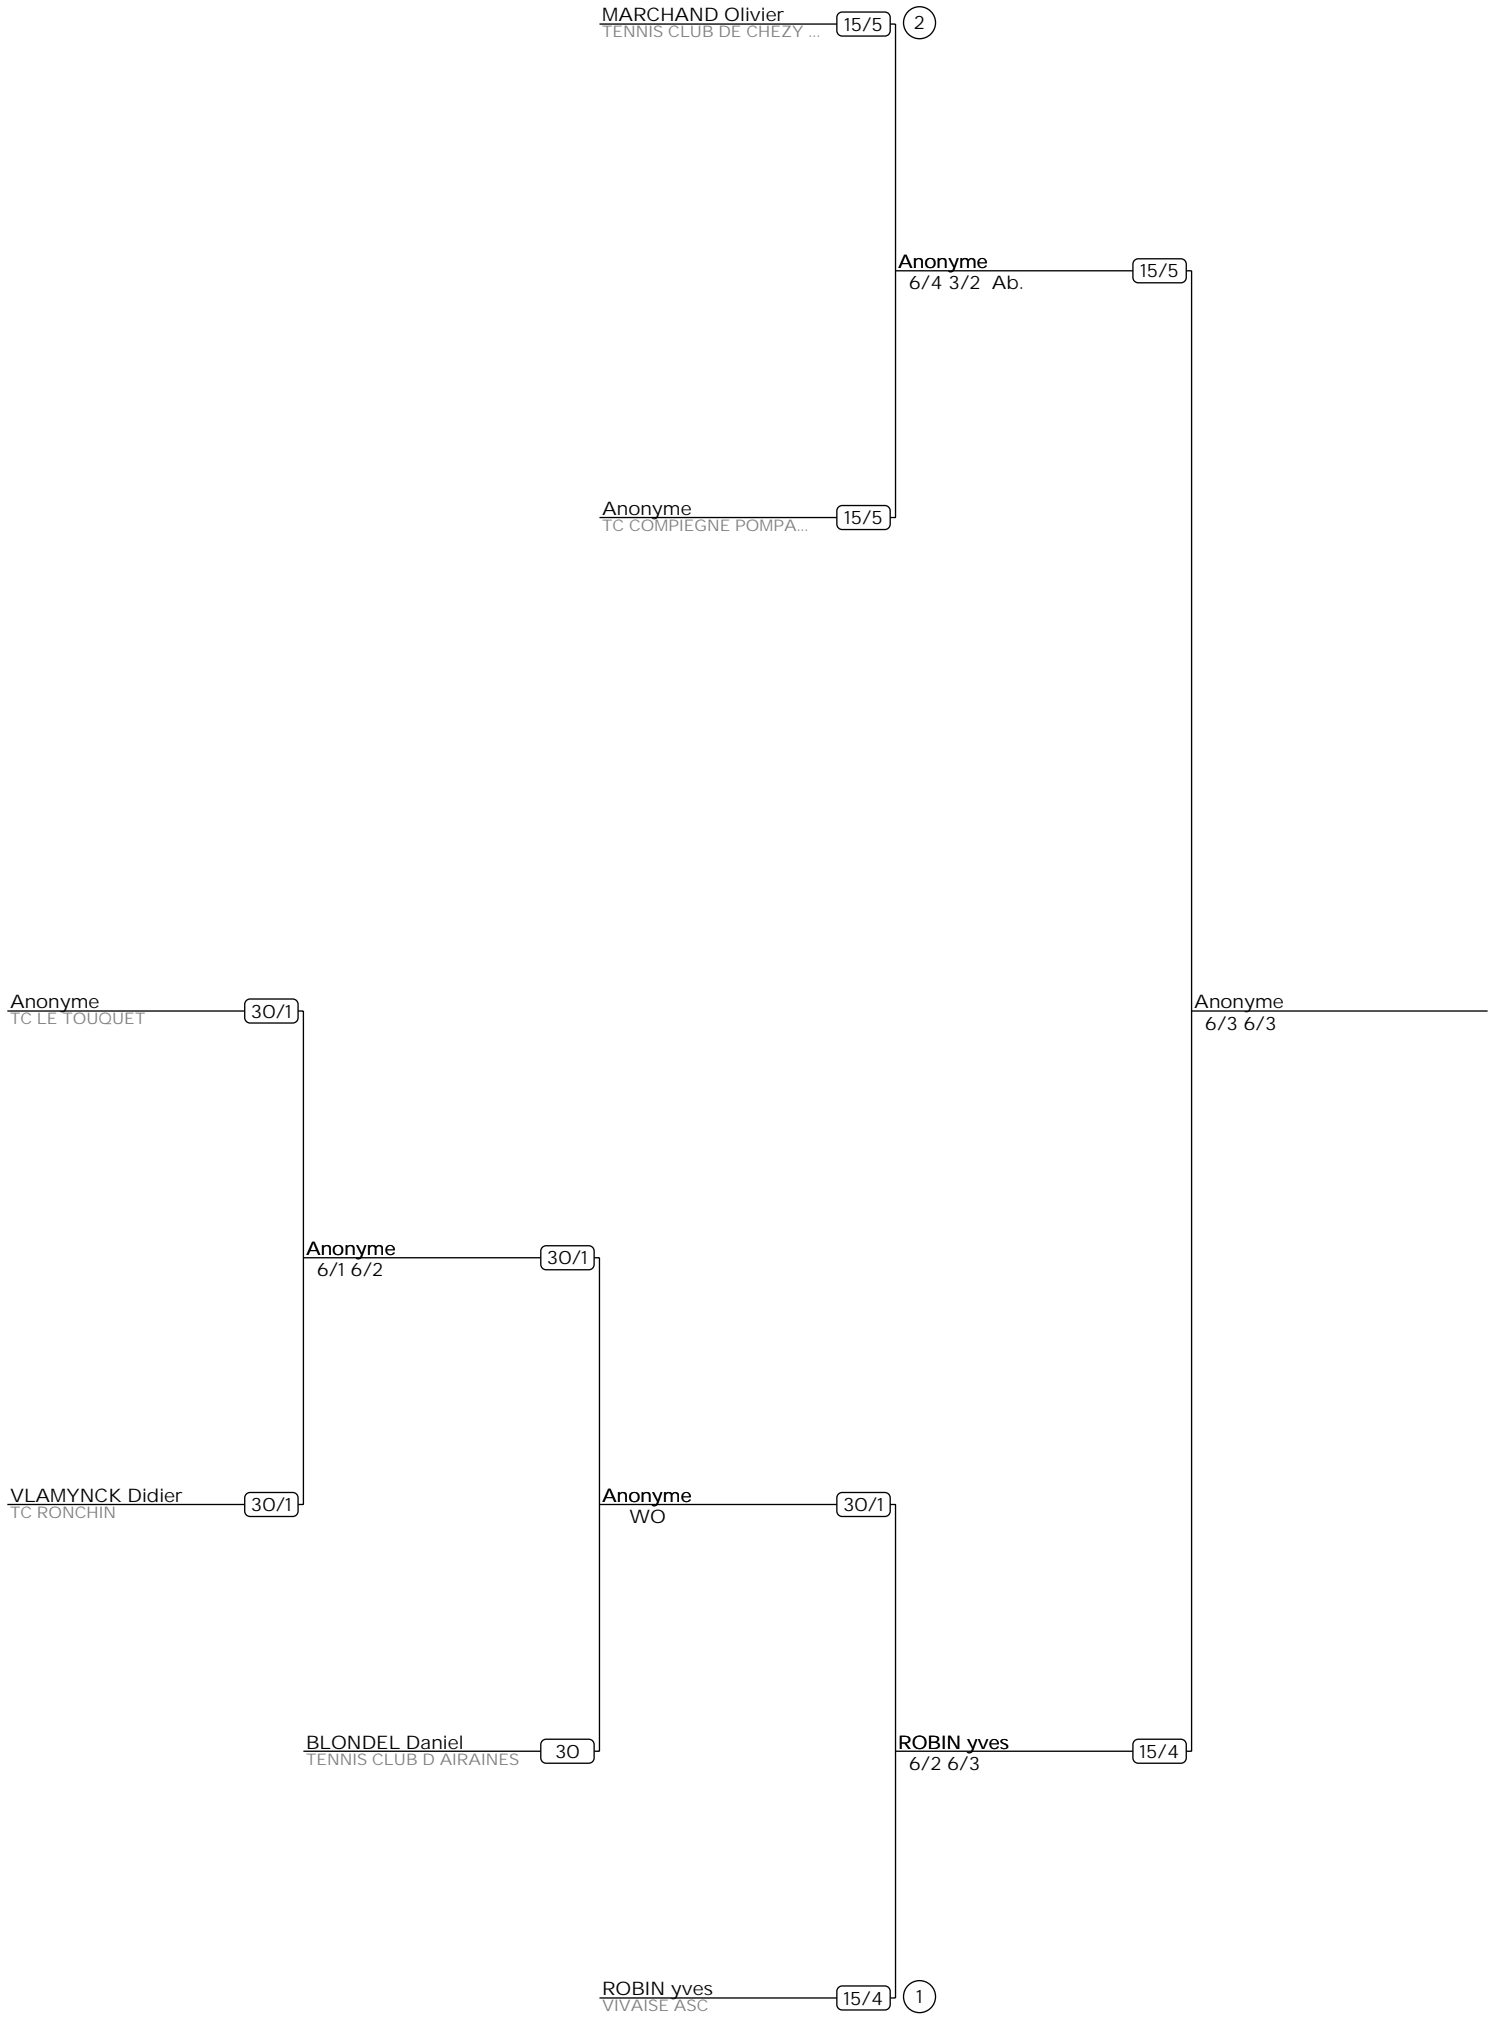 MARCHAND Olivier 15/5 2
TENNIS CLUB DE CHEZY ...
Anonyme 15/5
6/4 3/2 Ab.
Anonyme 15/5
TC COMPIEGNE POMPA...
Anonyme 30/1
TC LE TOUQUET
Anonyme
6/3 6/3
Anonyme 30/1
6/1 6/2
VLAMYNCK Didier 30/1
TC RONCHIN
Anonyme 30/1
WO
BLONDEL Daniel 30
TENNIS CLUB D AIRAINES
ROBIN yves 15/4
6/2 6/3
ROBIN yves 15/4 1
VIVAISE ASC